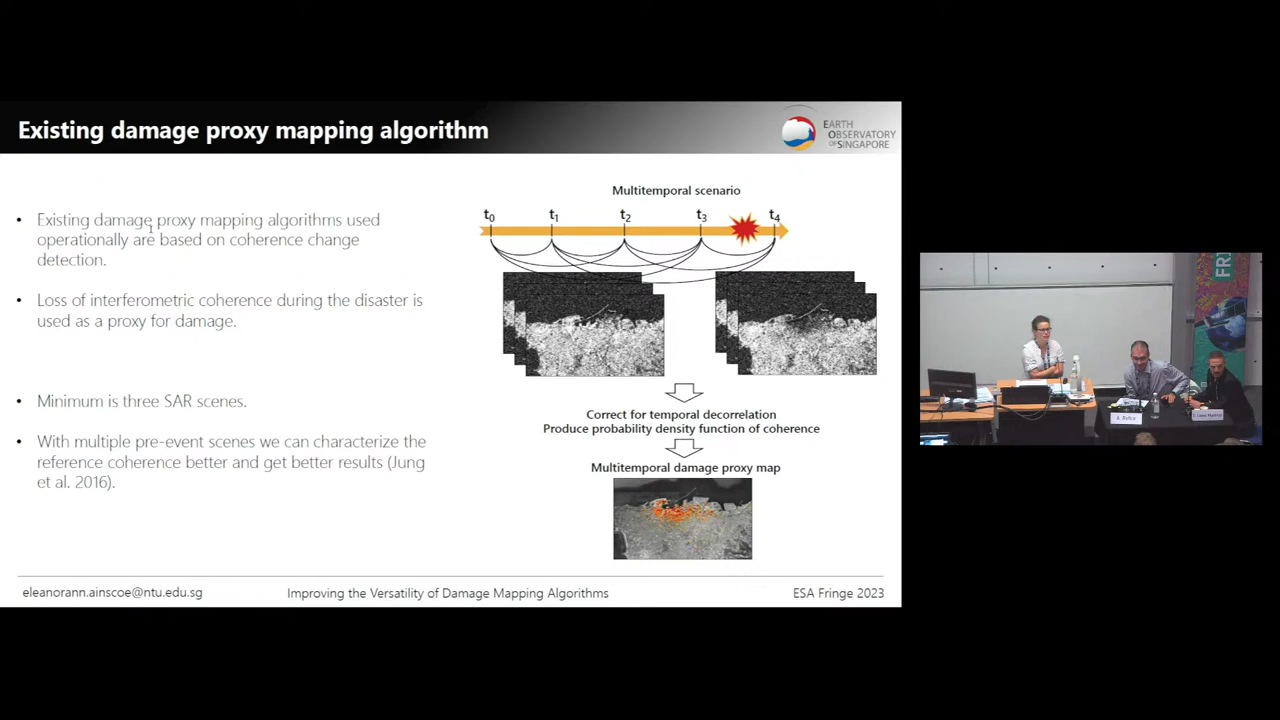 Existing damage proxy mapping algorithm
EARTH
OBSERVATORY
OF SINGAPORE
• Existing damage proxy mapping algorithms used
operationally are based on coherence change
detection.
• Loss of interferometric coherence during the disaster is
used as a proxy for damage.
• Minimum is three SAR scenes.
• With multiple pre-event scenes we can characterize the
reference coherence better and get better results (Jung
et al. 2016).
Multitemporal scenario
t0 t1 t2 t3 t4
Correct for temporal decorrelation
Produce probability density function of coherence
Multitemporal damage proxy map
eleanorann.ainscoe@ntu.edu.sg
Improving the Versatility of Damage Mapping Algorithms
ESA Fringe 2023
FRI